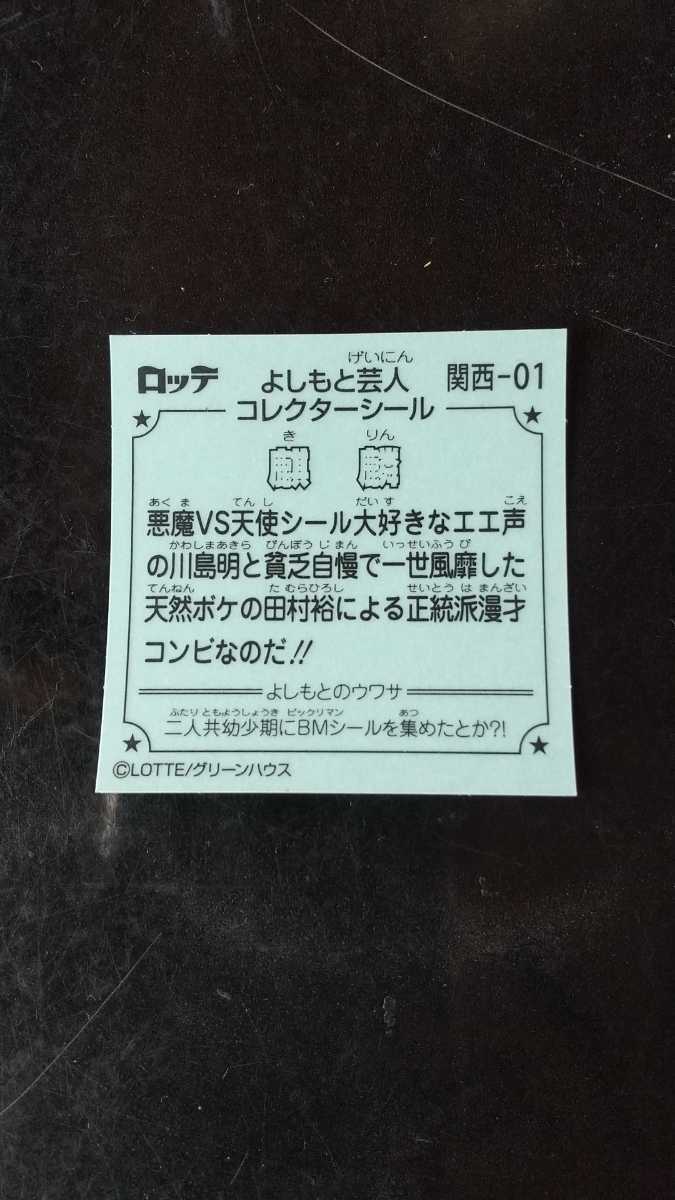 げいにん
ロッテ よしもと芸人 関西-01
コレクターシール
き りん
麒 麟
あく ま てん し だい す こえ
悪魔VS天使シール大好きなエエ声
かわしまあきら びんぼう じ まん いっせいふう び
の川島明と貧乏自慢で一世風靡した
てんねん た むらひろし せいとう は まんざい
天然ボケの田村裕による正統派漫才
コンビなのだ!!
よしもとのウワサ
ふたり ともようしょうき ビックリマン あつ
二人共幼少期にBMシールを集めたとか?!
©LOTTE/グリーンハウス